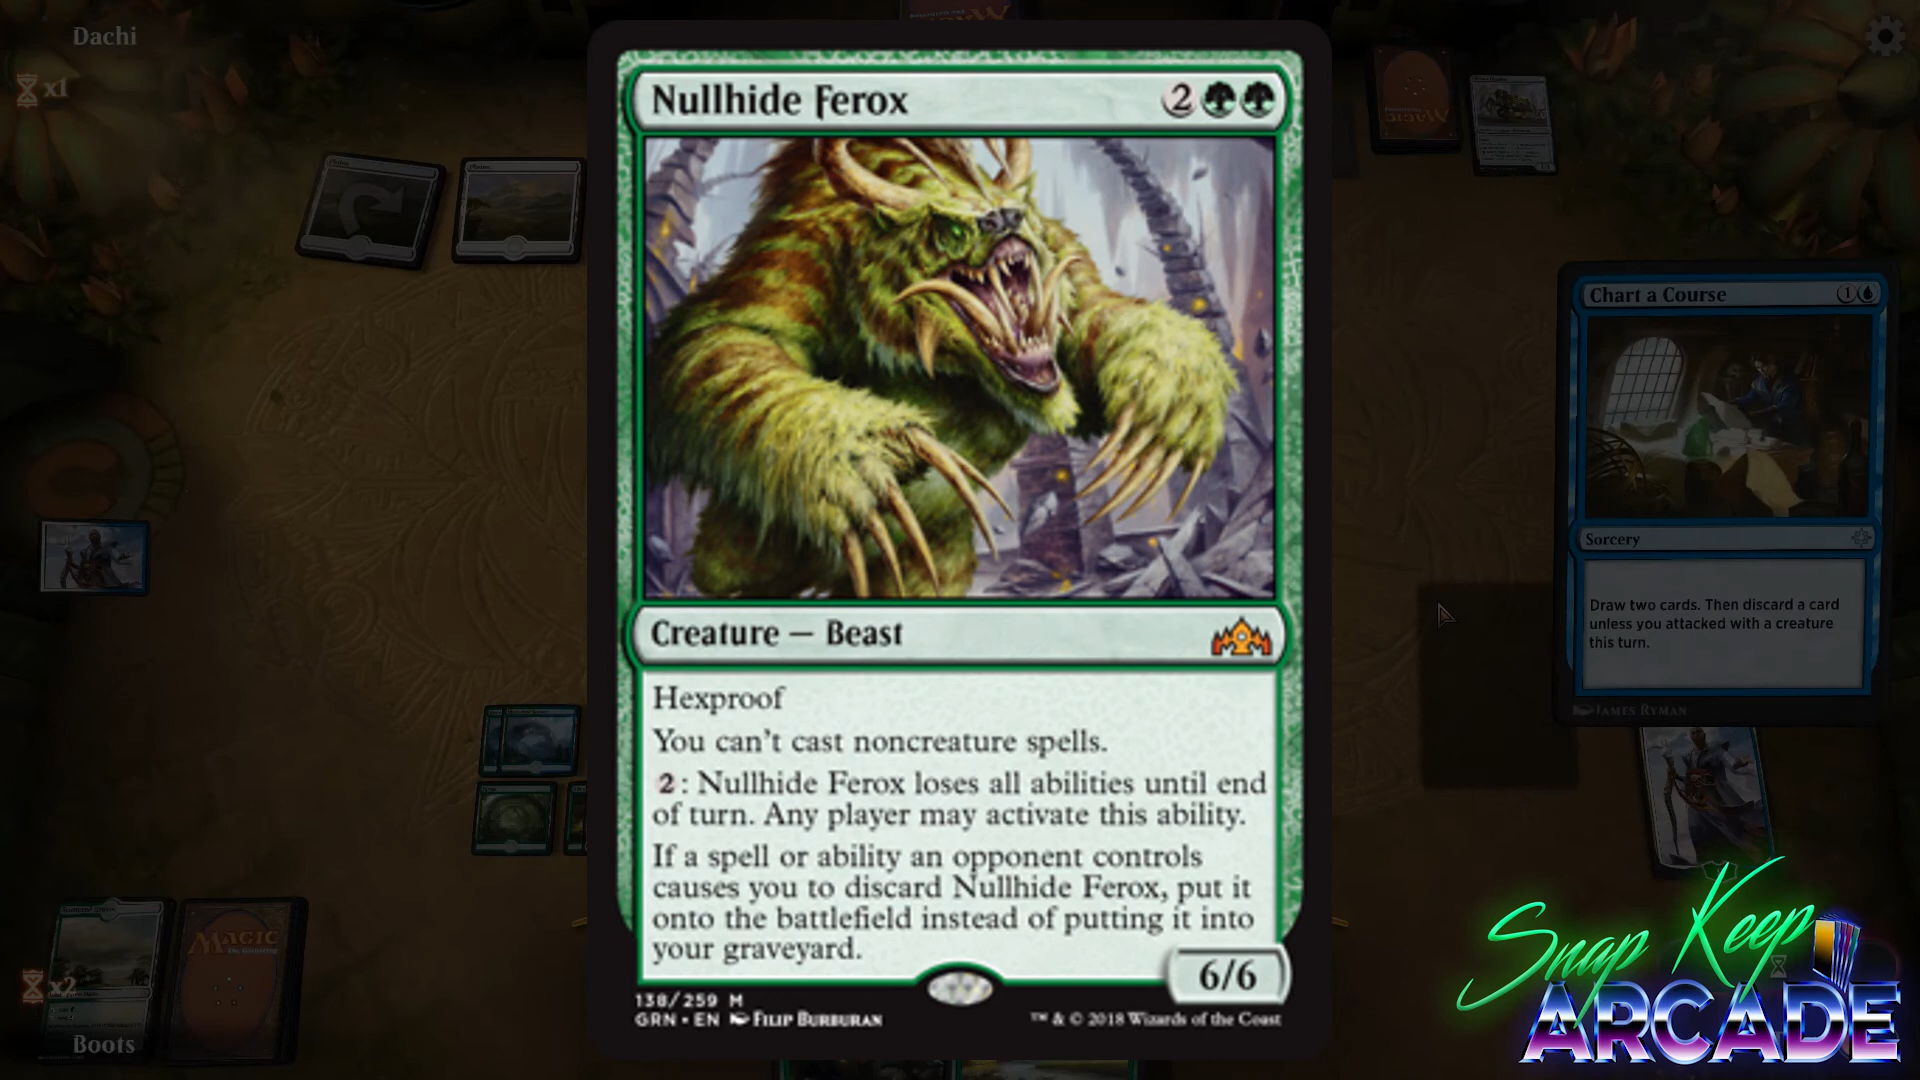 Dachi
x1
Nullhide Ferox
2
Creature — Beast
Hexproof
You can't cast noncreature spells.
2: Nullhide Ferox loses all abilities until end
of turn. Any player may activate this ability.
If a spell or ability an opponent controls
causes you to discard Nullhide Ferox, put it
onto the battlefield instead of putting it into
your graveyard.
6/6
138/259 M
GRN • EN Filip Burburan
™ & © 2018 Wizards of the Coast
Chart a Course
1
Sorcery
Draw two cards. Then discard a card
unless you attacked with a creature
this turn.
James Ryman
MAGIC
The Gathering
x2
Boots
Snap Keep
ARCADE